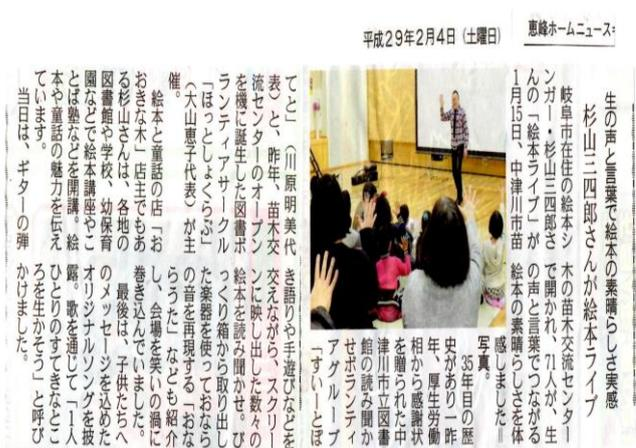 恵峰ホームニュース
平成29年2月4日（土曜日）
生の声と言葉で絵本の素晴らしさ実感
杉山三四郎さんが絵本ライブ
岐阜市在住の絵本シ
ンガー・杉山三四郎さ
んの「絵本ライブ」が
1月15日、中津川市苗
木の苗木交流センター
で開かれ、71人が、生
の声と言葉でつながる
絵本の素晴らしさを体
感しました＝
写真。
35年目の歴
史があり一昨
年、厚生労働
相から感謝状
を贈られた中
津川市立図書
館の読み聞か
せボランティ
アグループ
「すぃーとぽ
てと」（川原明美代
表）と、昨年、苗木交
流センターのオープン
を機に誕生した図書ボ
ランティアサークル
「ほっとしょくらぶ」
（大山恵子代表）が主
催。
絵本と童話の店「お
おきな木」店主でもあ
る杉山さんは、各地の
図書館や学校、幼保育
園などで絵本講座やこ
とば塾などを開講。絵
本や童話の魅力を伝え
ています。
当日は、ギターの弾
き語りや手遊びなどを
交えながら、スクリー
ンに映し出した数々の
絵本を読み聞かせ。び
っくり箱から取り出し
た楽器を使っておなら
の音を再現する「おな
らうた」なども紹介
し、会場を笑いの渦に
巻き込んでいました。
最後は、子供たちへ
のメッセージを込めた
オリジナルソングを披
露。歌を通じて「1人
ひとりのすてきなとこ
ろを生かそう」と呼び
かけました。